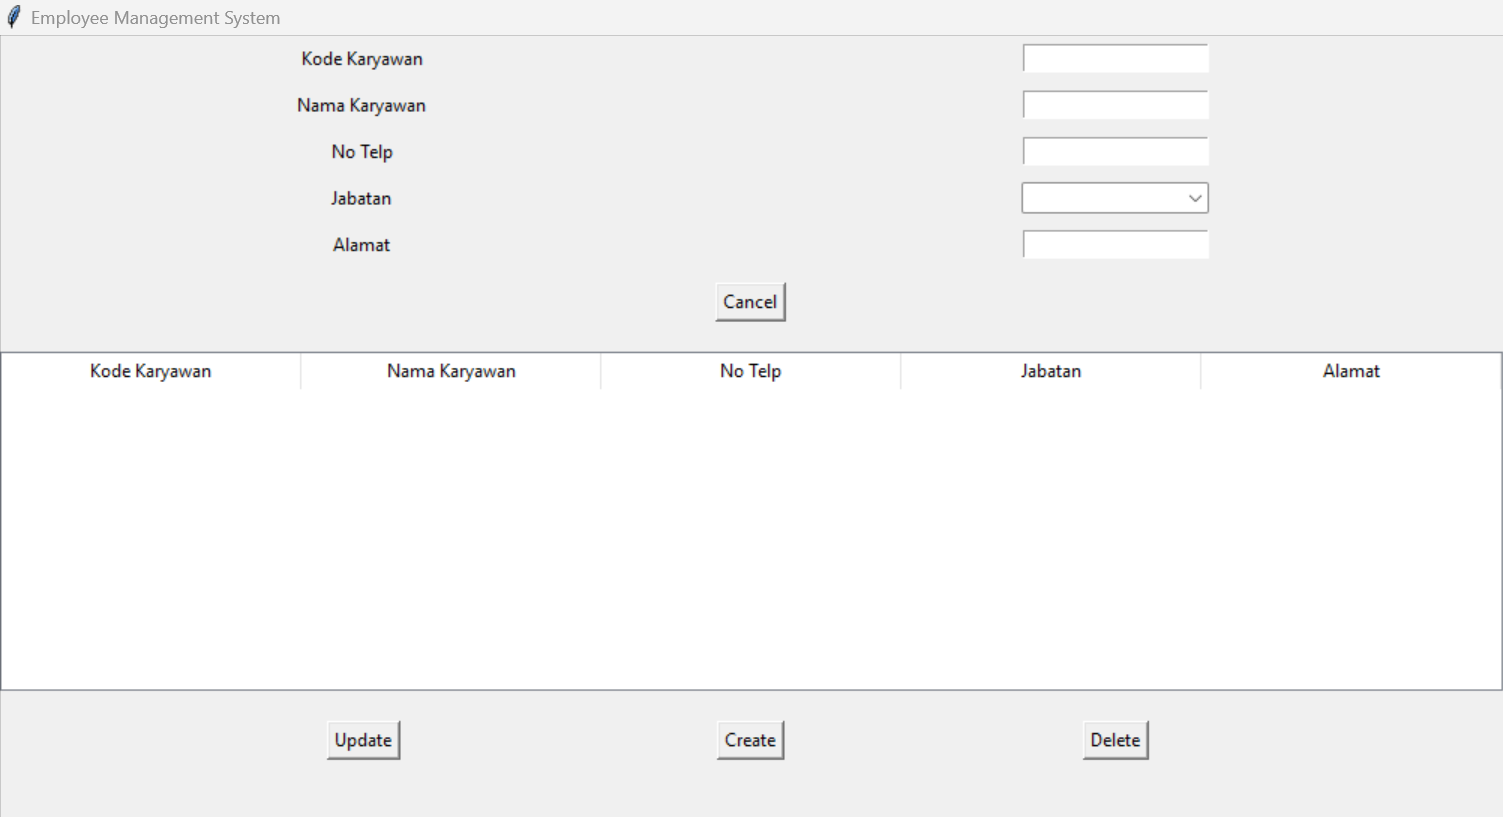 Employee Management System
Kode Karyawan
Nama Karyawan
No Telp
Jabatan
Alamat
Cancel
Kode Karyawan Nama Karyawan No Telp Jabatan Alamat
Update Create Delete